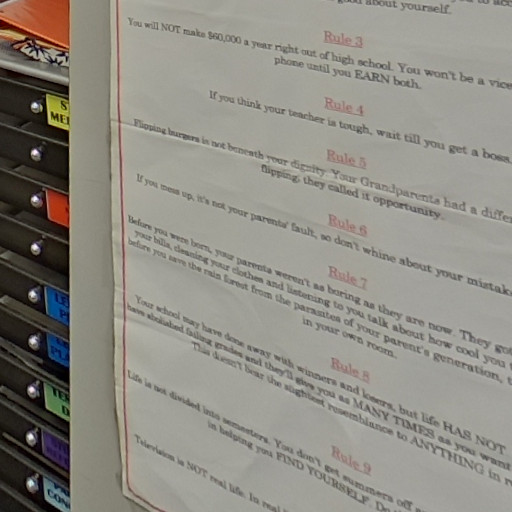 about yourself.
Rule 3
You will NOT make $60,000 a year right out of high school. You won't be a vice
phone until you EARN both.
Rule 4
If you think your teacher is tough, wait till you get a boss.
Rule 5
Flipping burgers is not beneath your dignity. Your Grandparents had a differ
flipping, they called it opportunity.
Rule 6
If you mess up, it's not your parents' fault, so don't whine about your mistak
Rule 7
Before you were born, your parents weren't as boring as they are now. They got
your bills, cleaning your clothes and listening to you talk about how cool you
before you save the rain forest from the parasites of your parent's generation, t
in your own room.
Rule 8
Your school may have done away with winners and losers, but life HAS NOT
have abolished failing grades and they'll give you as MANY TIMES as you want
This doesn't bear the slightest resemblance to ANYTHING in r
Rule 9
Life is not divided into semesters. You don't get summers off
in helping you FIND YOURSELF. Do
Television is NOT real life. In real